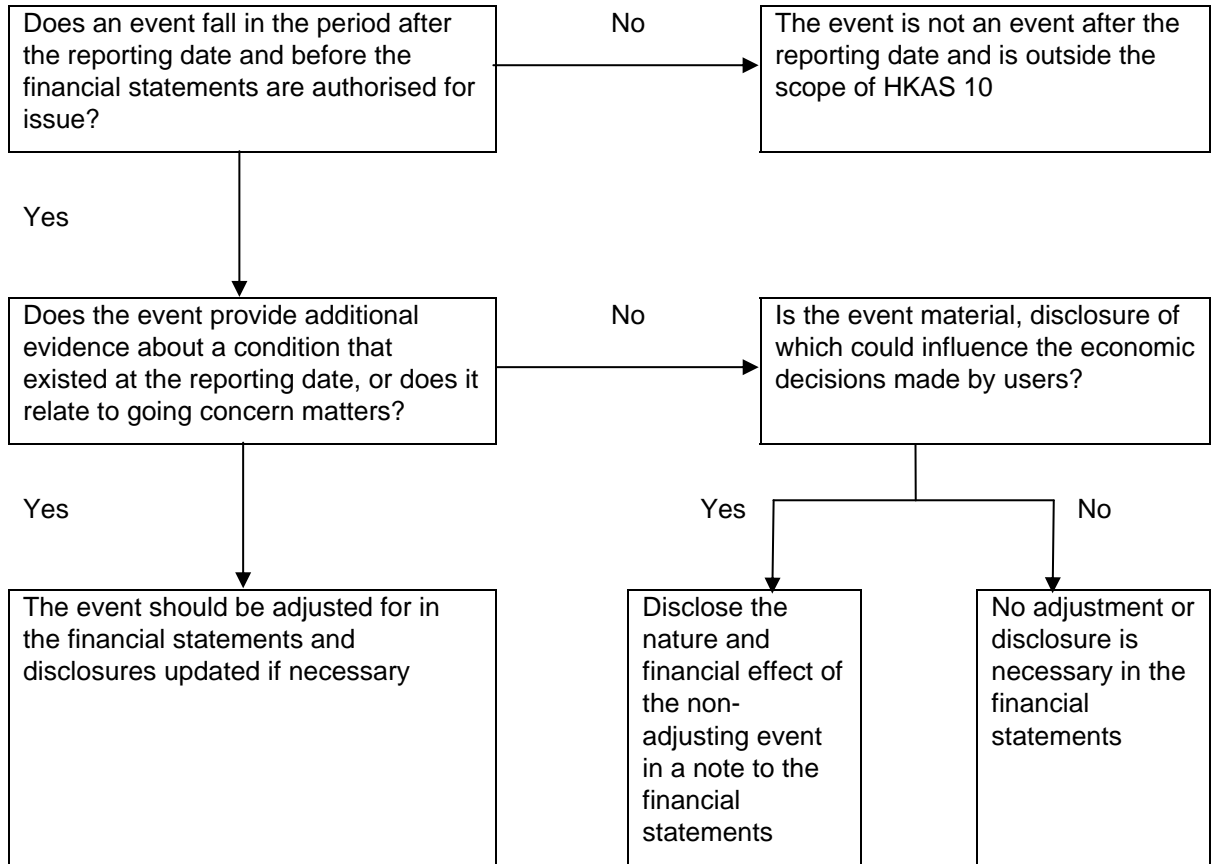 Does an event fall in the period after
the reporting date and before the
financial statements are authorised for
issue?
No
The event is not an event after the
reporting date and is outside the
scope of HKAS 10
Yes
Does the event provide additional
evidence about a condition that
existed at the reporting date, or does it
relate to going concern matters?
No
Is the event material, disclosure of
which could influence the economic
decisions made by users?
Yes
Yes
No
The event should be adjusted for in
the financial statements and
disclosures updated if necessary
Disclose the
nature and
financial effect of
the non-
adjusting event
in a note to the
financial
statements
No adjustment or
disclosure is
necessary in the
financial
statements